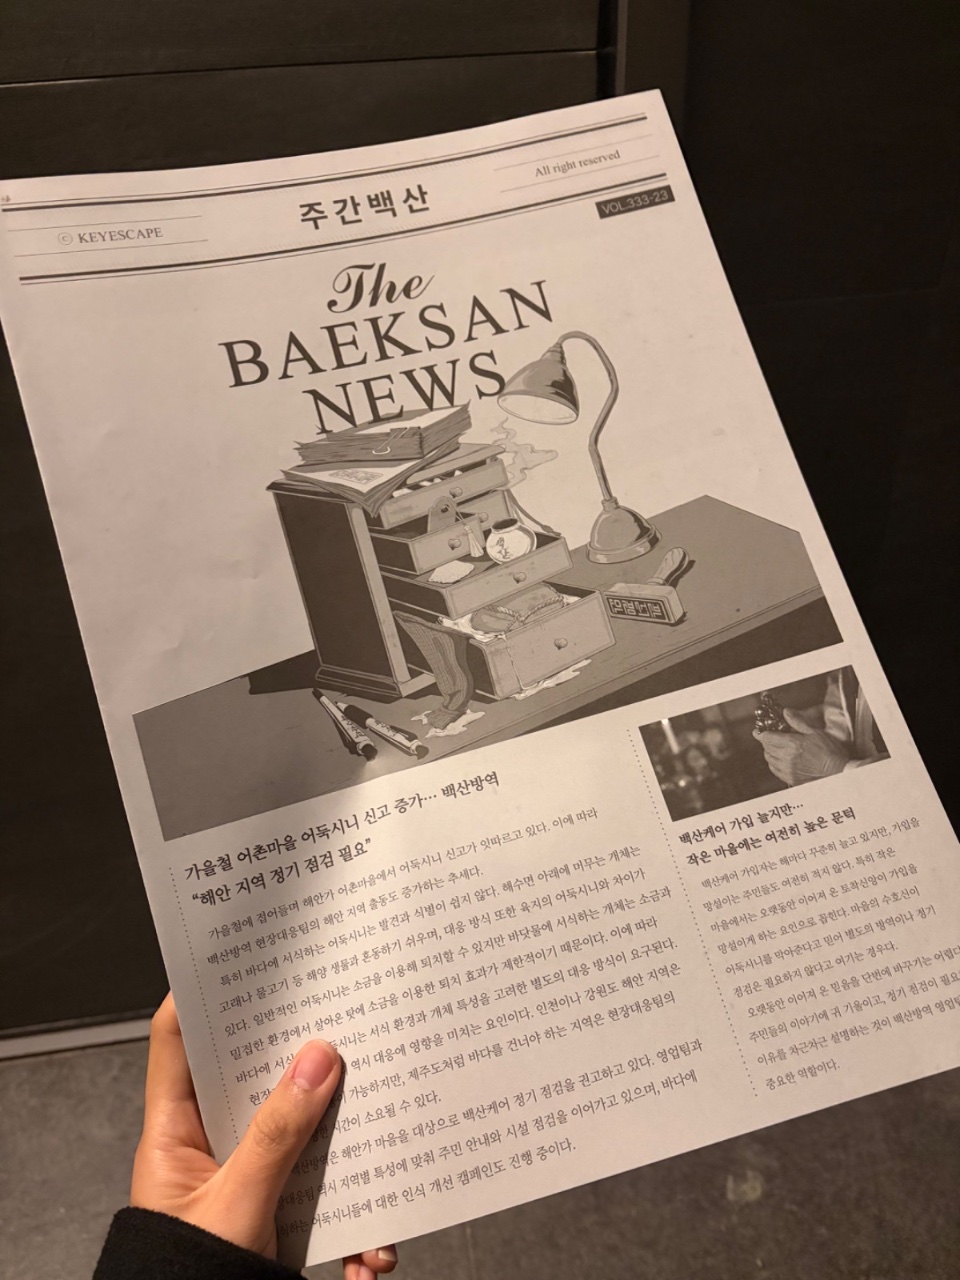 ⓒ KEYESCAPE
주간백산
All right reserved
VOL.333-23
The
BAEKSAN
NEWS
가을철 어촌마을 어둑시니 신고 증가… 백산방역
“해안 지역 정기 점검 필요”
가을철에 접어들며 해안가 어촌마을에서 어둑시니 신고가 잇따르고 있다. 이에 따라
백산방역 현장대응팀의 해안 지역 출동도 증가하는 추세다.
특히 바다에 서식하는 어둑시니는 발견과 식별이 쉽지 않다. 해수면 아래에 머무는 개체는
고래나 물고기 등 해양 생물과 혼동하기 쉬우며, 대응 방식 또한 육지의 어둑시니와 차이가
있다. 일반적인 어둑시니는 소금을 이용해 퇴치할 수 있지만 바닷물에 서식하는 개체는 소금과
밀접한 환경에서 살아온 탓에 소금을 이용한 퇴치 효과가 제한적이기 때문이다. 이에 따라
바다에 서식 는 서식 환경과 개체 특성을 고려한 별도의 대응 방식이 요구된다.
역시 대응에 영향을 미치는 요인이다. 인천이나 강원도 해안 지역은
가능하지만, 제주도처럼 바다를 건너야 하는 지역은 현장대응팀의
시간이 소요될 수 있다.
백산방역은 해안가 마을을 대상으로 백산케어 정기 점검을 권고하고 있다. 영업팀과
역시 지역별 특성에 맞춰 주민 안내와 시설 점검을 이어가고 있으며, 바다에
어둑시니들에 대한 인식 개선 캠페인도 진행 중이다.
백산케어 가입 늘지만…
작은 마을에는 여전히 높은 문턱
백산케어 가입자는 해마다 꾸준히 늘고 있지만, 가입을
망설이는 주민들도 여전히 적지 않다. 특히 작은
마을에서는 오랫동안 이어져 온 토착신앙이 가입을
망설이게 하는 요인으로 꼽힌다. 마을의 수호신이
어둑시니를 막아준다고 믿어 별도의 방역이나 정기
점검은 필요하지 않다고 여기는 경우다.
오랫동안 이어져 온 믿음을 단번에 바꾸기는
주민들의 이야기에 귀 기울이고, 정기 점검이
이유를 차근차근 설명하는 것이 백산방역
중요한 역할이다.